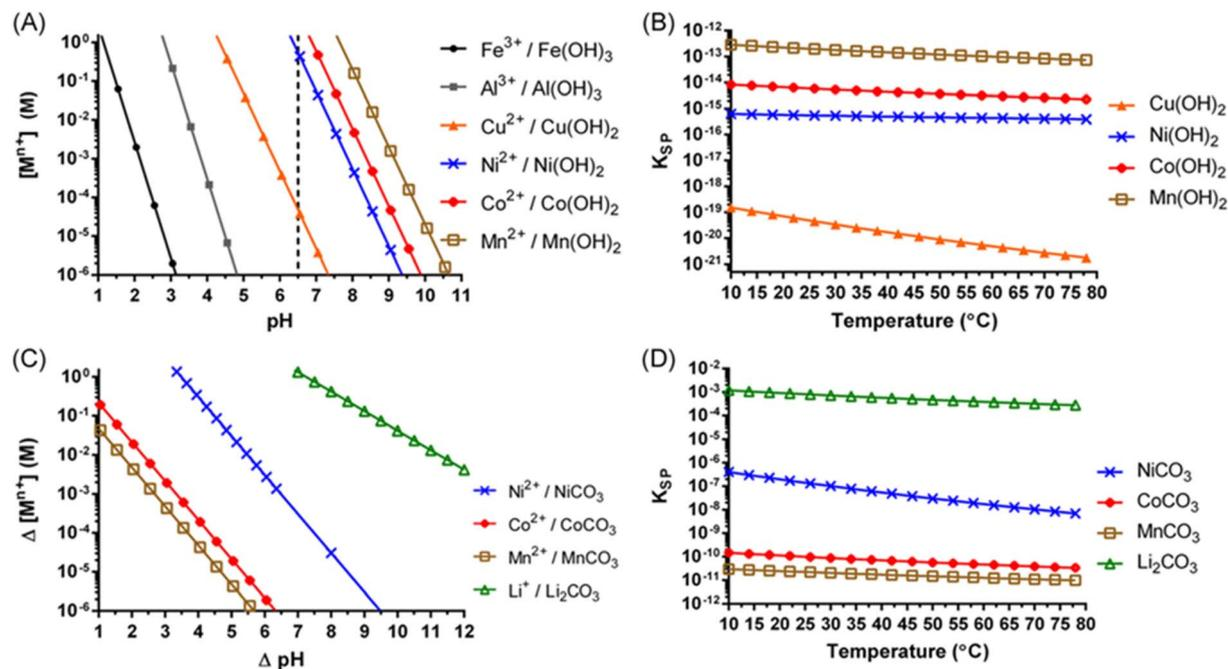 (A)
[Mⁿ⁺] (M)
10⁰
10⁻¹
10⁻²
10⁻³
10⁻⁴
10⁻⁵
10⁻⁶
1 2 3 4 5 6 7 8 9 10 11
pH
Fe³⁺ / Fe(OH)₃
Al³⁺ / Al(OH)₃
Cu²⁺ / Cu(OH)₂
Ni²⁺ / Ni(OH)₂
Co²⁺ / Co(OH)₂
Mn²⁺ / Mn(OH)₂
(B)
K_SP
10⁻¹²
10⁻¹³
10⁻¹⁴
10⁻¹⁵
10⁻¹⁶
10⁻¹⁷
10⁻¹⁸
10⁻¹⁹
10⁻²⁰
10⁻²¹
10 15 20 25 30 35 40 45 50 55 60 65 70 75 80
Temperature (°C)
Cu(OH)₂
Ni(OH)₂
Co(OH)₂
Mn(OH)₂
(C)
Δ [Mⁿ⁺] (M)
10⁰
10⁻¹
10⁻²
10⁻³
10⁻⁴
10⁻⁵
10⁻⁶
1 2 3 4 5 6 7 8 9 10 11 12
Δ pH
Ni²⁺ / NiCO₃
Co²⁺ / CoCO₃
Mn²⁺ / MnCO₃
Li⁺ / Li₂CO₃
(D)
K_SP
10⁻²
10⁻³
10⁻⁴
10⁻⁵
10⁻⁶
10⁻⁷
10⁻⁸
10⁻⁹
10⁻¹⁰
10⁻¹¹
10⁻¹²
10 15 20 25 30 35 40 45 50 55 60 65 70 75 80
Temperature (°C)
NiCO₃
CoCO₃
MnCO₃
Li₂CO₃